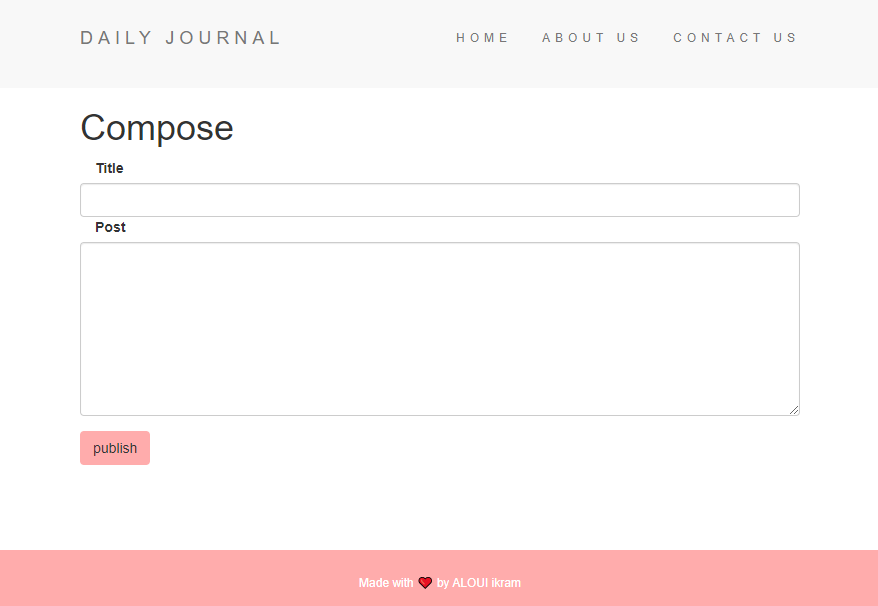 DAILY JOURNAL HOME ABOUT US CONTACT US
Compose
Title
Post
publish
Made with ❤ by ALOUI ikram